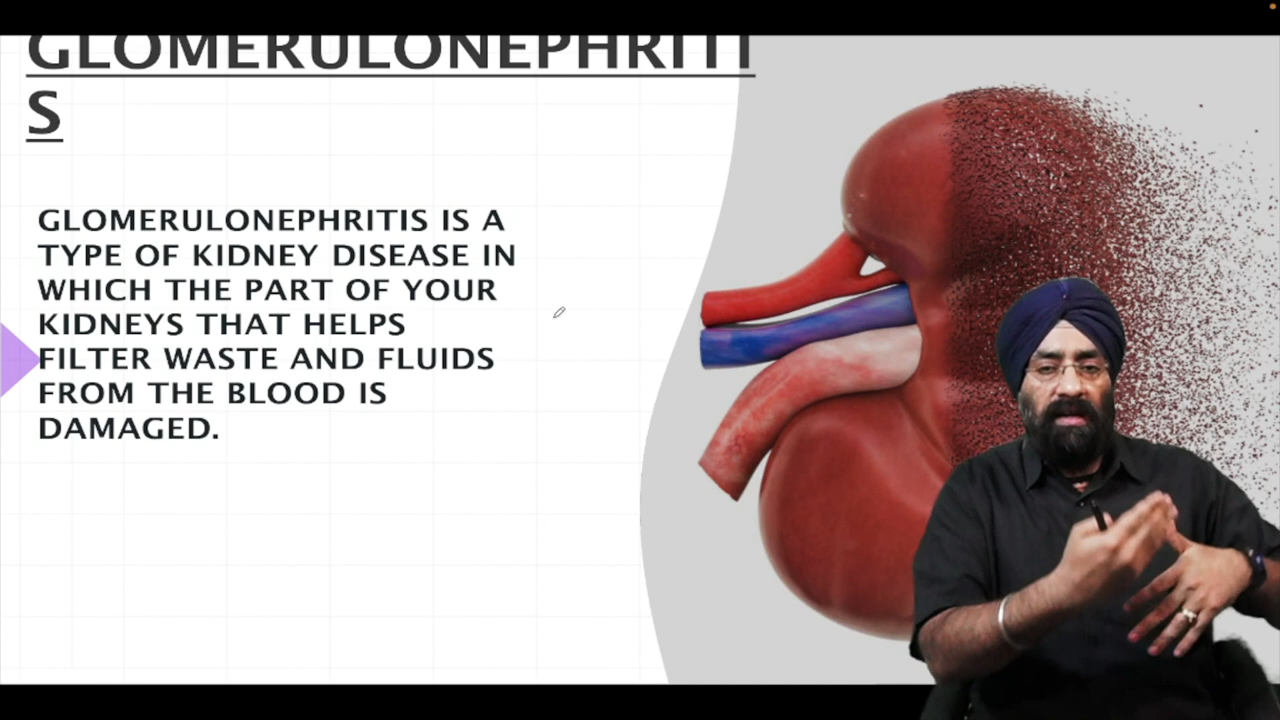 GLOMERULONEPHRITI
S
GLOMERULONEPHRITIS IS A
TYPE OF KIDNEY DISEASE IN
WHICH THE PART OF YOUR
KIDNEYS THAT HELPS
FILTER WASTE AND FLUIDS
FROM THE BLOOD IS
DAMAGED.